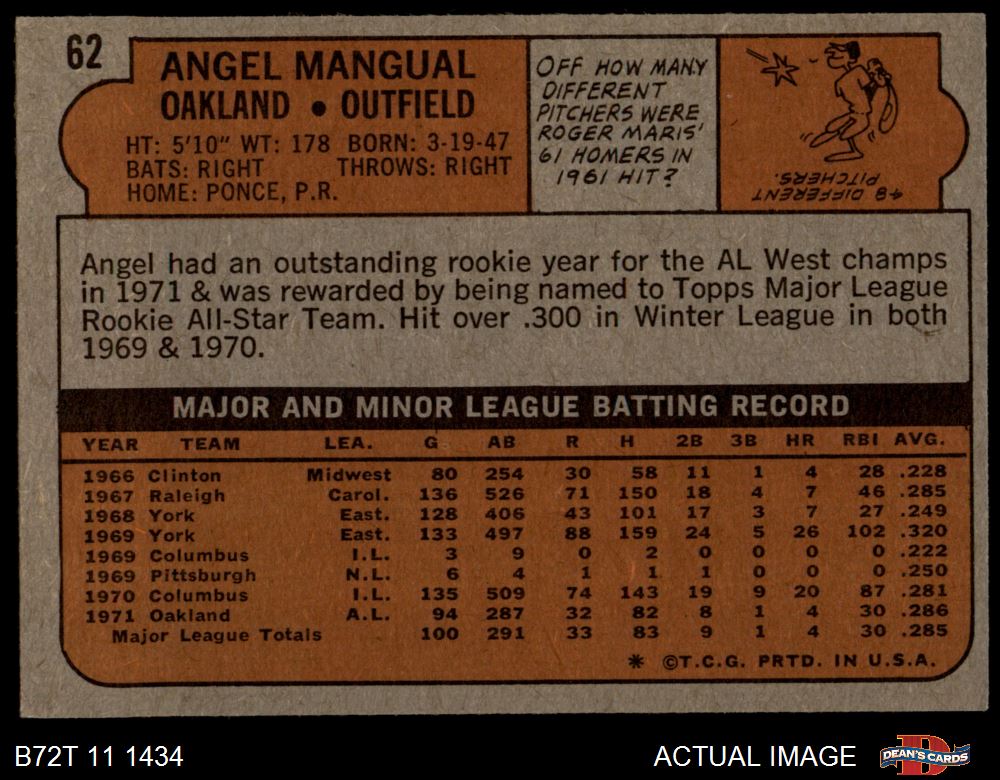 62
ANGEL MANGUAL
OAKLAND • OUTFIELD
HT: 5'10" WT: 178 BORN: 3-19-47
BATS: RIGHT THROWS: RIGHT
HOME: PONCE, P.R.
OFF HOW MANY
DIFFERENT
PITCHERS WERE
ROGER MARIS'
61 HOMERS IN
1961 HIT?
48 DIFFERENT
PITCHERS.
Angel had an outstanding rookie year for the AL West champs
in 1971 & was rewarded by being named to Topps Major League
Rookie All-Star Team. Hit over .300 in Winter League in both
1969 & 1970.
MAJOR AND MINOR LEAGUE BATTING RECORD
YEAR TEAM LEA. G AB R H 2B 3B HR RBI AVG.
1966 Clinton Midwest 80 254 30 58 11 1 4 28 .228
1967 Raleigh Carol. 136 526 71 150 18 4 7 46 .285
1968 York East. 128 406 43 101 17 3 7 27 .249
1969 York East. 133 497 88 159 24 5 26 102 .320
1969 Columbus I.L. 3 9 0 2 0 0 0 0 .222
1969 Pittsburgh N.L. 6 4 1 1 1 0 0 0 .250
1970 Columbus I.L. 135 509 74 143 19 9 20 87 .281
1971 Oakland A.L. 94 287 32 82 8 1 4 30 .286
Major League Totals 100 291 33 83 9 1 4 30 .285
* ©T.C.G. PRTD. IN U.S.A.
B72T 11 1434
ACTUAL IMAGE
D
DEAN'S CARDS